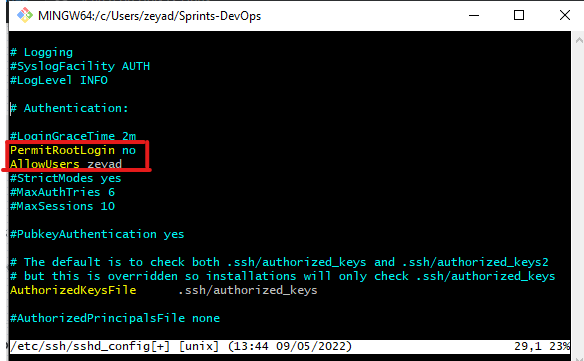 MINGW64:/c/Users/zeyad/Sprints-DevOps
# Logging
#SyslogFacility AUTH
#LogLevel INFO
# Authentication:
#LoginGraceTime 2m
PermitRootLogin no
AllowUsers zeyad
#StrictModes yes
#MaxAuthTries 6
#MaxSessions 10
#PubkeyAuthentication yes
# The default is to check both .ssh/authorized_keys and .ssh/authorized_keys2
# but this is overridden so installations will only check .ssh/authorized_keys
AuthorizedKeysFile .ssh/authorized_keys
#AuthorizedPrincipalsFile none
/etc/ssh/sshd_config[+] [unix] (13:44 09/05/2022) 29,1 23%